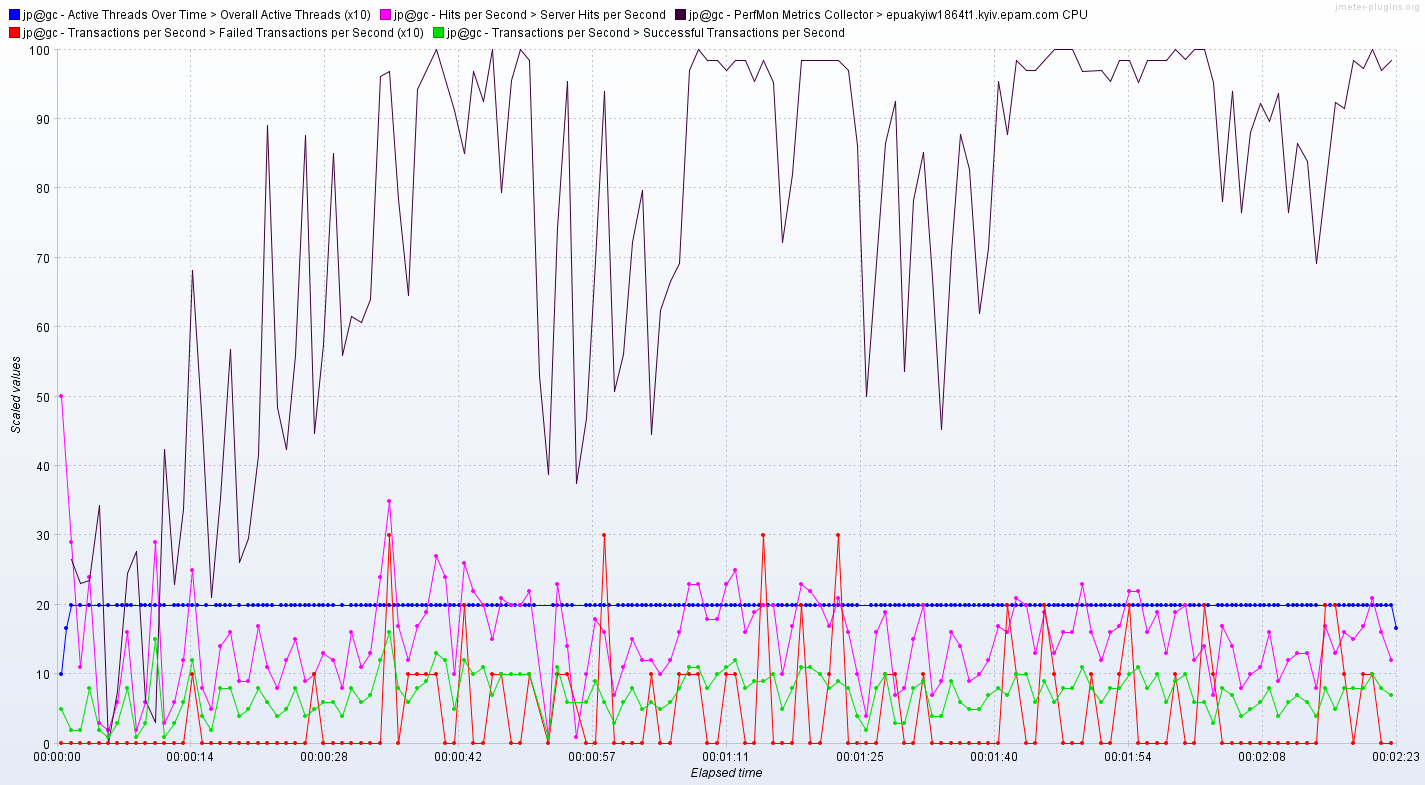 jmeter-plugins.org
jp@gc - Active Threads Over Time > Overall Active Threads (x10) jp@gc - Hits per Second > Server Hits per Second jp@gc - PerfMon Metrics Collector > epuakyiw1864t1.kyiv.epam.com CPU
jp@gc - Transactions per Second > Failed Transactions per Second (x10) jp@gc - Transactions per Second > Successful Transactions per Second
100
90
80
70
60
50
40
30
20
10
0
Scaled values
00:00:00 00:00:14 00:00:28 00:00:42 00:00:57 00:01:11 00:01:25 00:01:40 00:01:54 00:02:08 00:02:23
Elapsed time